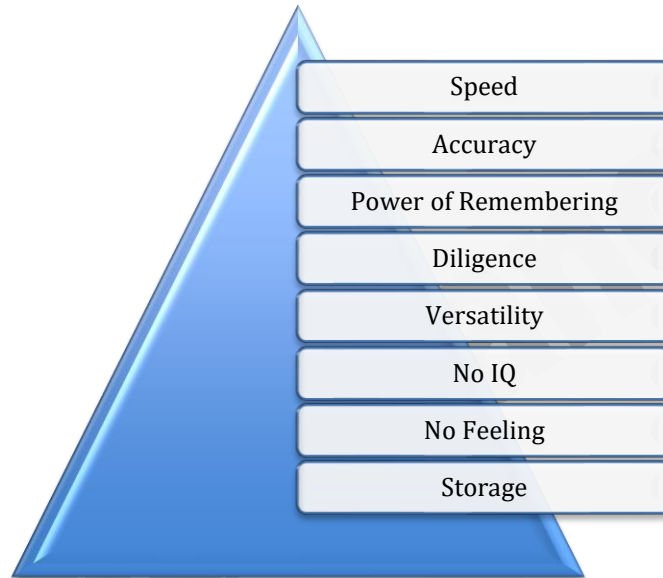 Speed
Accuracy
Power of Remembering
Diligence
Versatility
No IQ
No Feeling
Storage